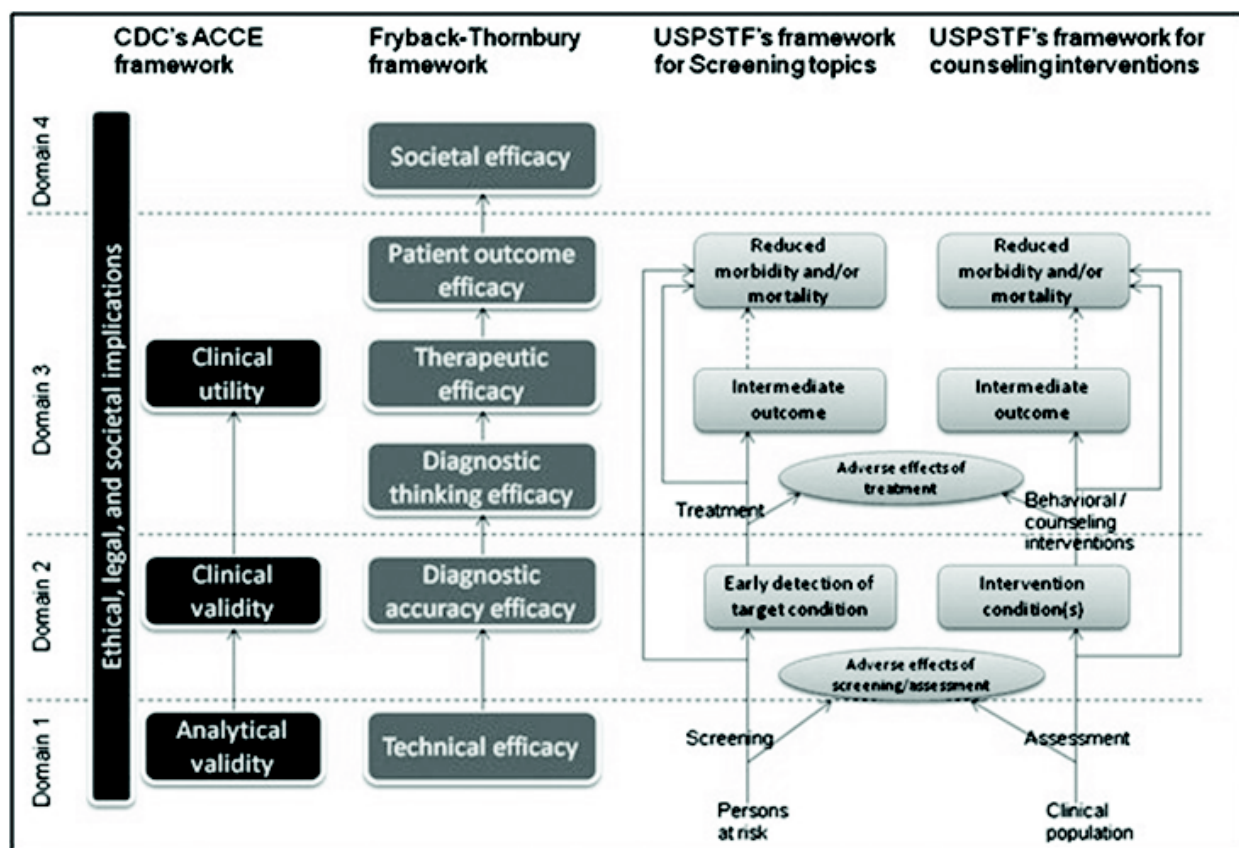 CDC's ACCE
framework
Fryback-Thornbury
framework
USPSTF's framework
for Screening topics
USPSTF's framework for
counseling interventions
Domain 4
Domain 3
Domain 2
Domain 1
Ethical, legal, and societal implications
Clinical
utility
Clinical
validity
Analytical
validity
Societal efficacy
Patient outcome
efficacy
Therapeutic
efficacy
Diagnostic
thinking efficacy
Diagnostic
accuracy efficacy
Technical efficacy
Reduced
morbidity and/or
mortality
Intermediate
outcome
Treatment
Early detection of
target condition
Screening
Persons
at risk
Adverse effects of
treatment
Adverse effects of
screening/assessment
Reduced
morbidity and/or
mortality
Intermediate
outcome
Behavioral /
counseling
interventions
Intervention
condition(s)
Assessment
Clinical
population